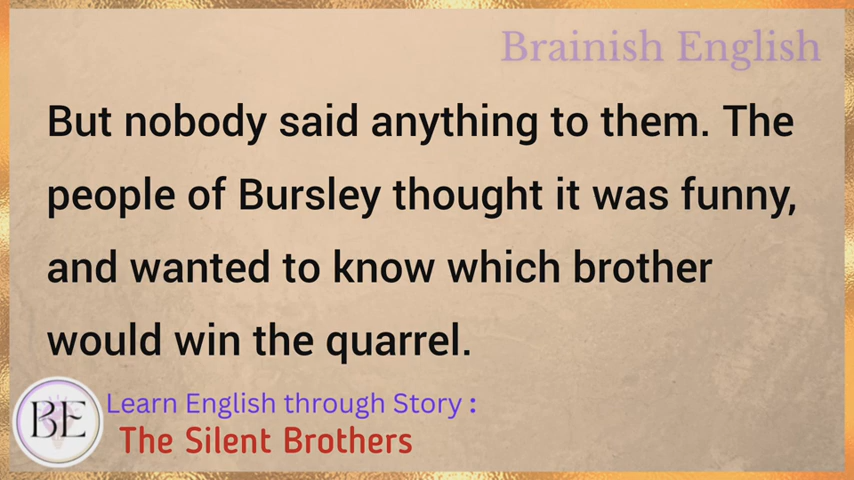 Brainish English
But nobody said anything to them. The
people of Bursley thought it was funny,
and wanted to know which brother
would win the quarrel.
BE
Learn English through Story :
The Silent Brothers